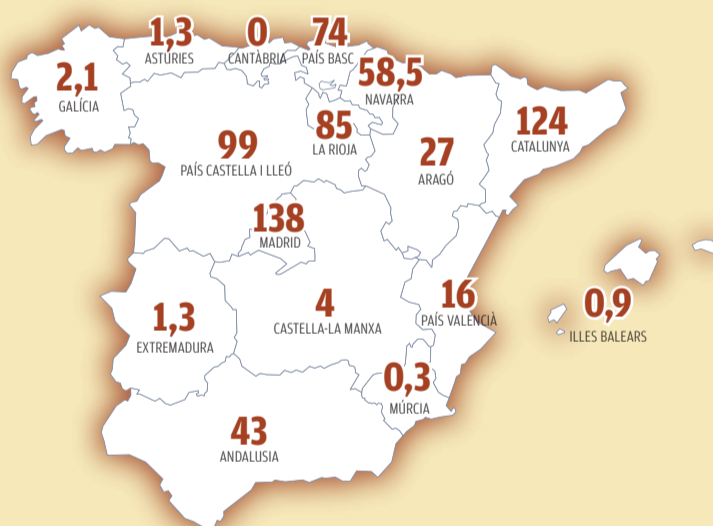 1,3
ASTÚRIES
0
CANTÀBRIA
74
PAÍS BASC
58,5
NAVARRA
2,1
GALÍCIA
85
LA RIOJA
124
CATALUNYA
99
PAÍS CASTELLA I LLEÓ
27
ARAGÓ
138
MADRID
4
CASTELLA-LA MANXA
16
PAÍS VALENCIÀ
0,9
ILLES BALEARS
1,3
EXTREMADURA
0,3
MÚRCIA
43
ANDALUSIA